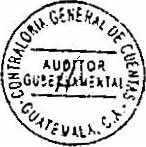 CONTRALORIA GENERAL DE CUENTAS
AUDITOR
GUBERNAMENTAL
GUATEMALA, C.A.